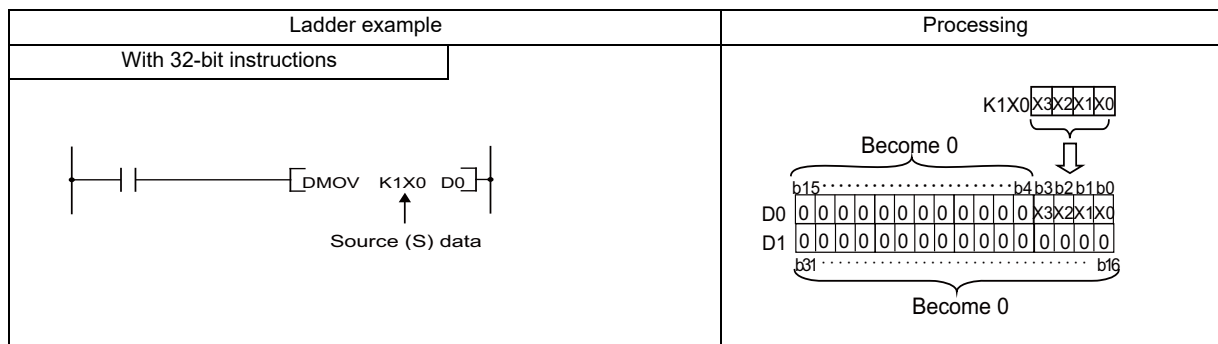 Ladder example
Processing
With 32-bit instructions
DMOV K1X0 D0
Source (S) data
K1X0 X3 X2 X1 X0
Become 0
b15 b4 b3 b2 b1 b0
D0 0 0 0 0 0 0 0 0 0 0 0 0 X3 X2 X1 X0
D1 0 0 0 0 0 0 0 0 0 0 0 0 0 0 0 0
b31 b16
Become 0